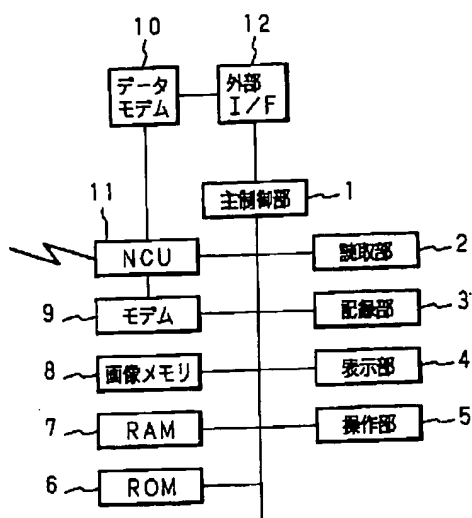 10
12
データ
モデム
外部
I/F
主制御部
1
11
NCU
読取部
2
9
モデム
記録部
3
8
画像メモリ
表示部
4
7
RAM
操作部
5
6
ROM